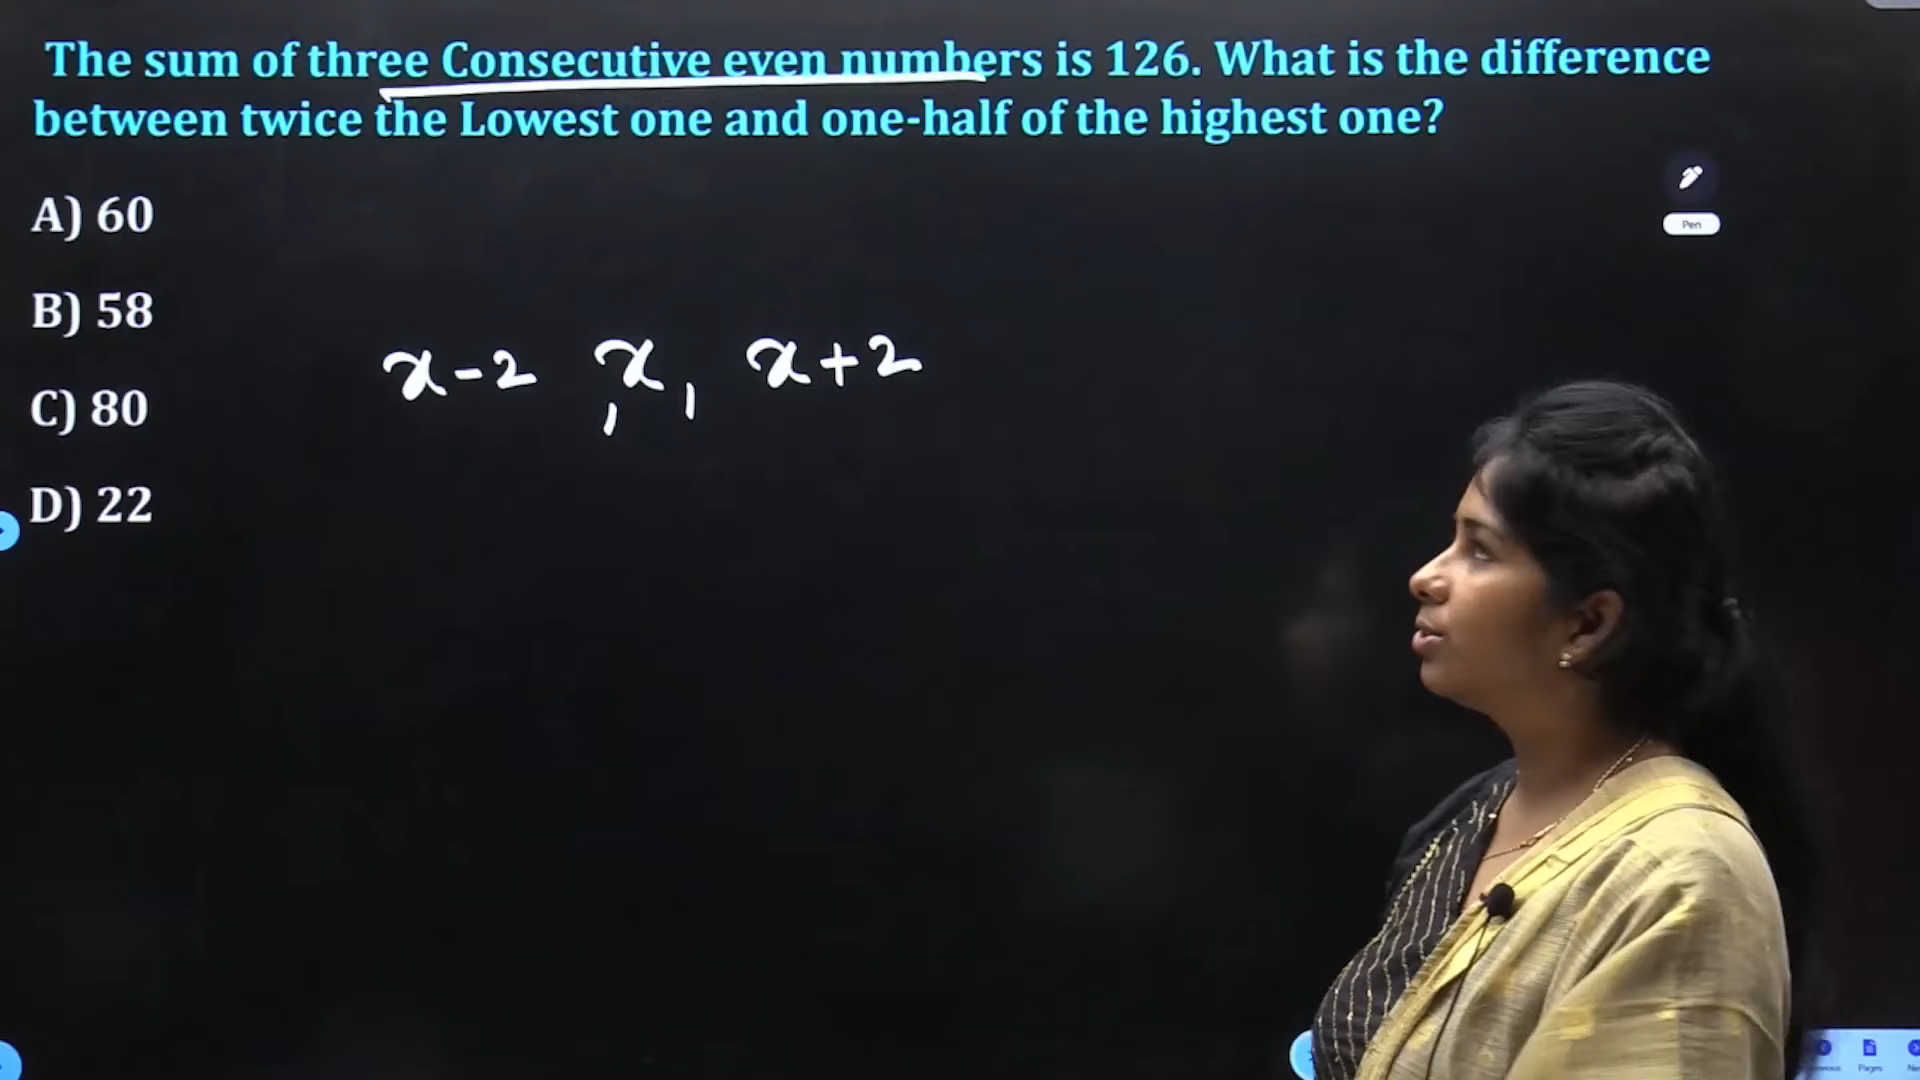 The sum of three Consecutive even numbers is 126. What is the difference
between twice the Lowest one and one-half of the highest one?
Pen
A) 60
B) 58
x-2, x, x+2
C) 80
D) 22
Pages